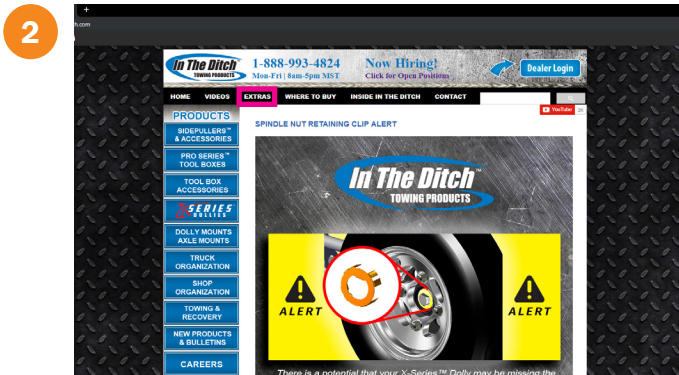 2
+
h.com
In The Ditch
TOWING PRODUCTS
1-888-993-4824
Mon-Fri | 8am-5pm MST
Now Hiring!
Click for Open Positions
Dealer Login
HOME VIDEOS EXTRAS WHERE TO BUY INSIDE IN THE DITCH CONTACT
YouTube
PRODUCTS
SIDEPULLERS™
& ACCESSORIES
PRO SERIES™
TOOL BOXES
TOOL BOX
ACCESSORIES
X SERIES
DOLLIES
DOLLY MOUNTS
AXLE MOUNTS
TRUCK
ORGANIZATION
SHOP
ORGANIZATION
TOWING &
RECOVERY
NEW PRODUCTS
& BULLETINS
CAREERS
SPINDLE NUT RETAINING CLIP ALERT
In The Ditch™
TOWING PRODUCTS
ALERT
ALERT
There is a potential that your X-Series™ Dolly may be missing the